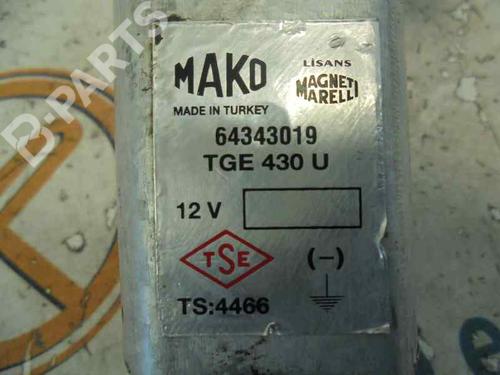 B-PARTS
MAKO
LİSANS
MAGNETI
MARELLI
MADE IN TURKEY
64343019
TGE 430 U
12 V
TSE
(–)
TS:4466